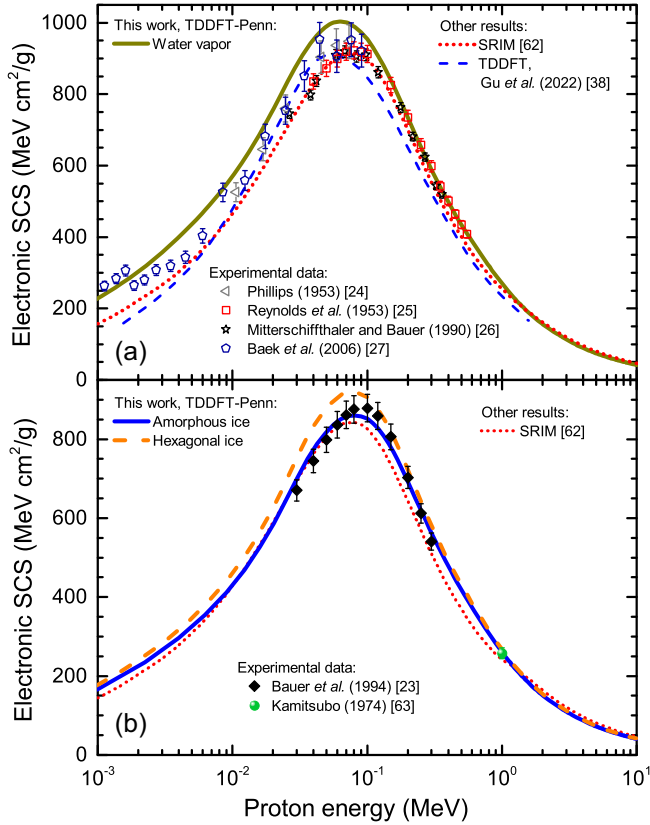 This work, TDDFT-Penn:
Water vapor
Other results:
SRIM [62]
TDDFT,
Gu et al. (2022) [38]
1000
800
600
400
200
0
Electronic SCS (MeV cm²/g)
Experimental data:
Phillips (1953) [24]
Reynolds et al. (1953) [25]
Mitterschiffthaler and Bauer (1990) [26]
Baek et al. (2006) [27]
(a)
This work, TDDFT-Penn:
Amorphous ice
Hexagonal ice
Other results:
SRIM [62]
800
600
400
200
0
Electronic SCS (MeV cm²/g)
Experimental data:
Bauer et al. (1994) [23]
Kamitsubo (1974) [63]
(b)
10⁻³ 10⁻² 10⁻¹ 10⁰ 10¹
Proton energy (MeV)